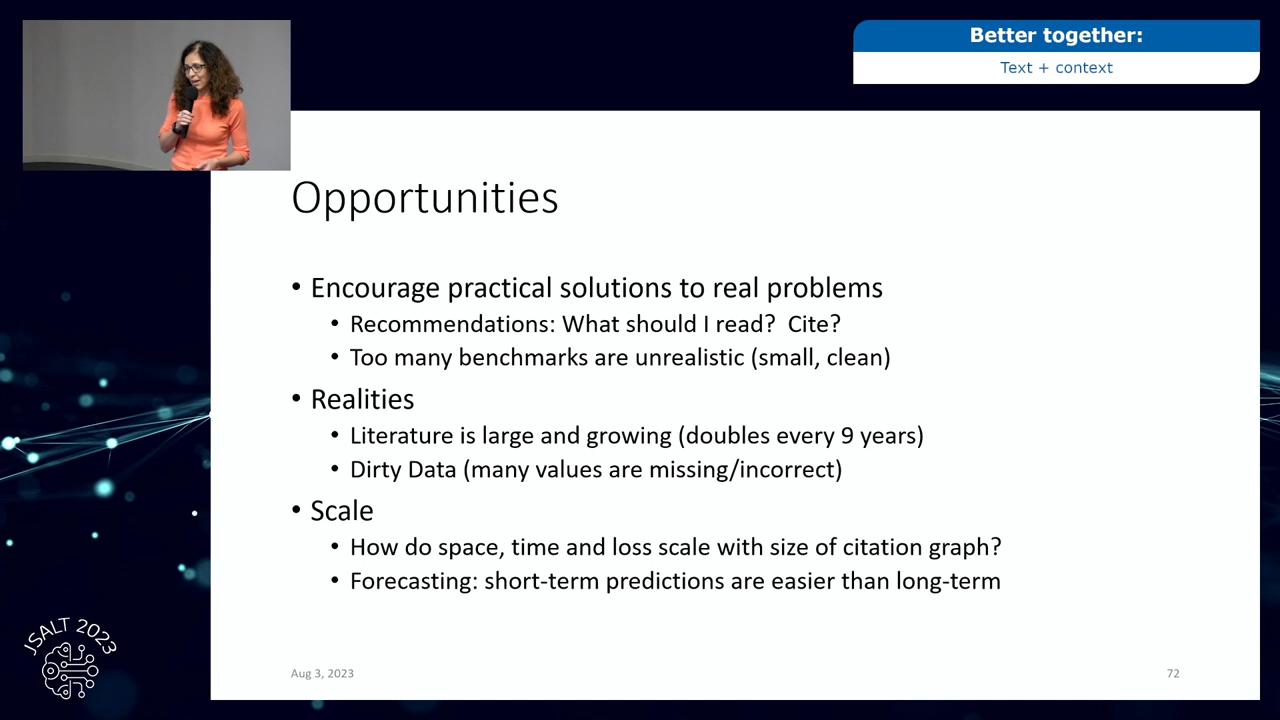 Better together:
Text + context
Opportunities
• Encourage practical solutions to real problems
• Recommendations: What should I read?  Cite?
• Too many benchmarks are unrealistic (small, clean)
• Realities
• Literature is large and growing (doubles every 9 years)
• Dirty Data (many values are missing/incorrect)
• Scale
• How do space, time and loss scale with size of citation graph?
• Forecasting: short-term predictions are easier than long-term
JSALT 2023
Aug 3, 2023
72